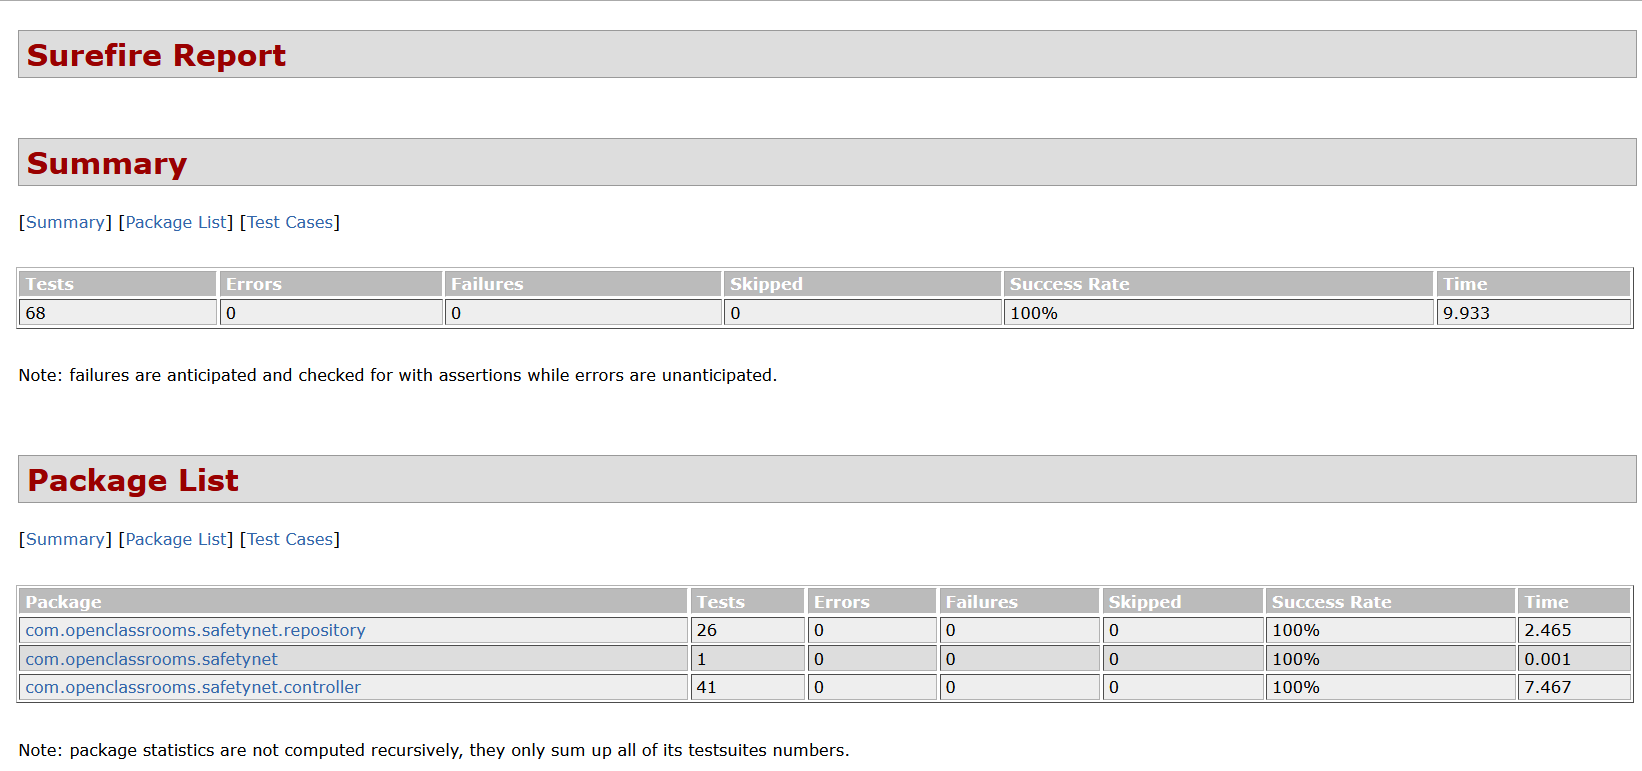 Surefire Report
Summary
[Summary] [Package List] [Test Cases]
Tests Errors Failures Skipped Success Rate Time
68 0 0 0 100% 9.933
Note: failures are anticipated and checked for with assertions while errors are unanticipated.
Package List
[Summary] [Package List] [Test Cases]
Package Tests Errors Failures Skipped Success Rate Time
com.openclassrooms.safetynet.repository 26 0 0 0 100% 2.465
com.openclassrooms.safetynet 1 0 0 0 100% 0.001
com.openclassrooms.safetynet.controller 41 0 0 0 100% 7.467
Note: package statistics are not computed recursively, they only sum up all of its testsuites numbers.